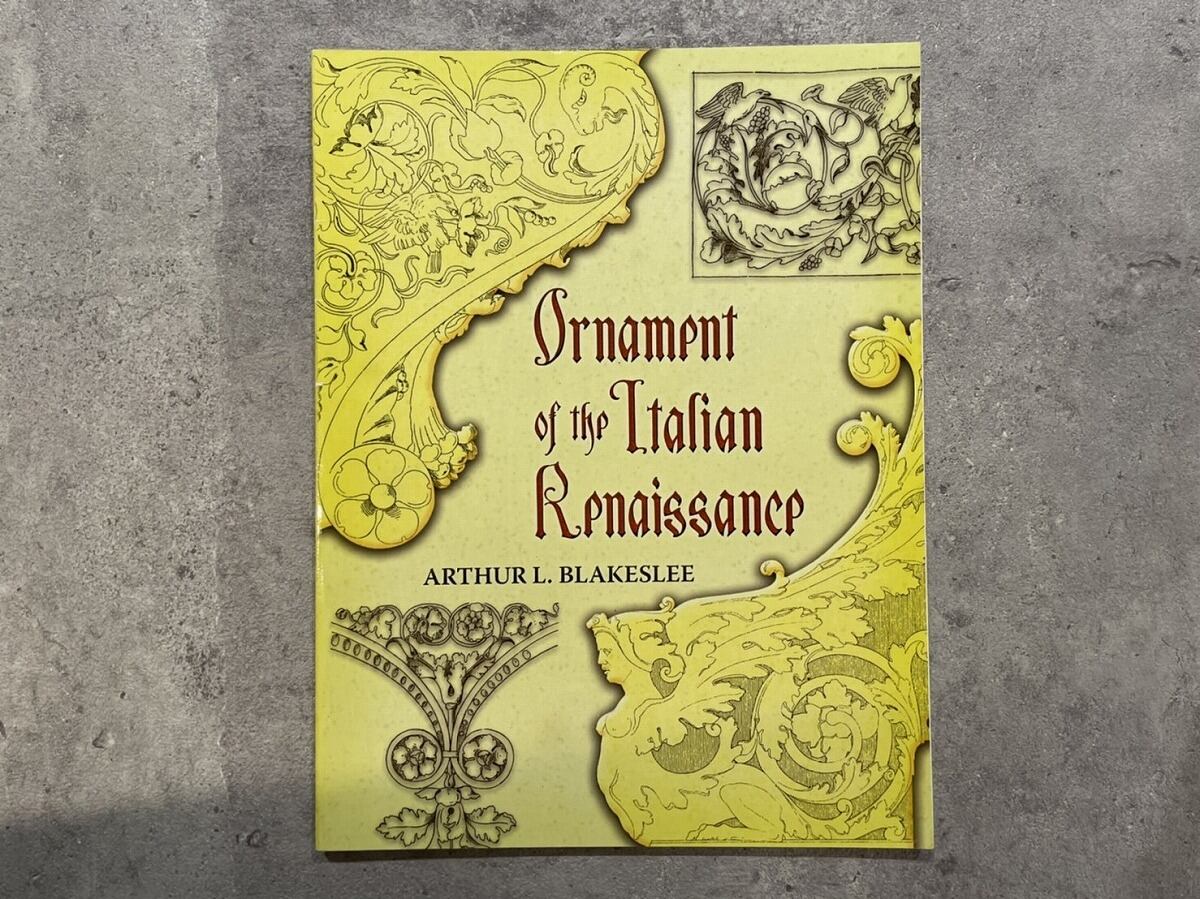 Ornament
of the Italian
Renaissance
ARTHUR L. BLAKESLEE